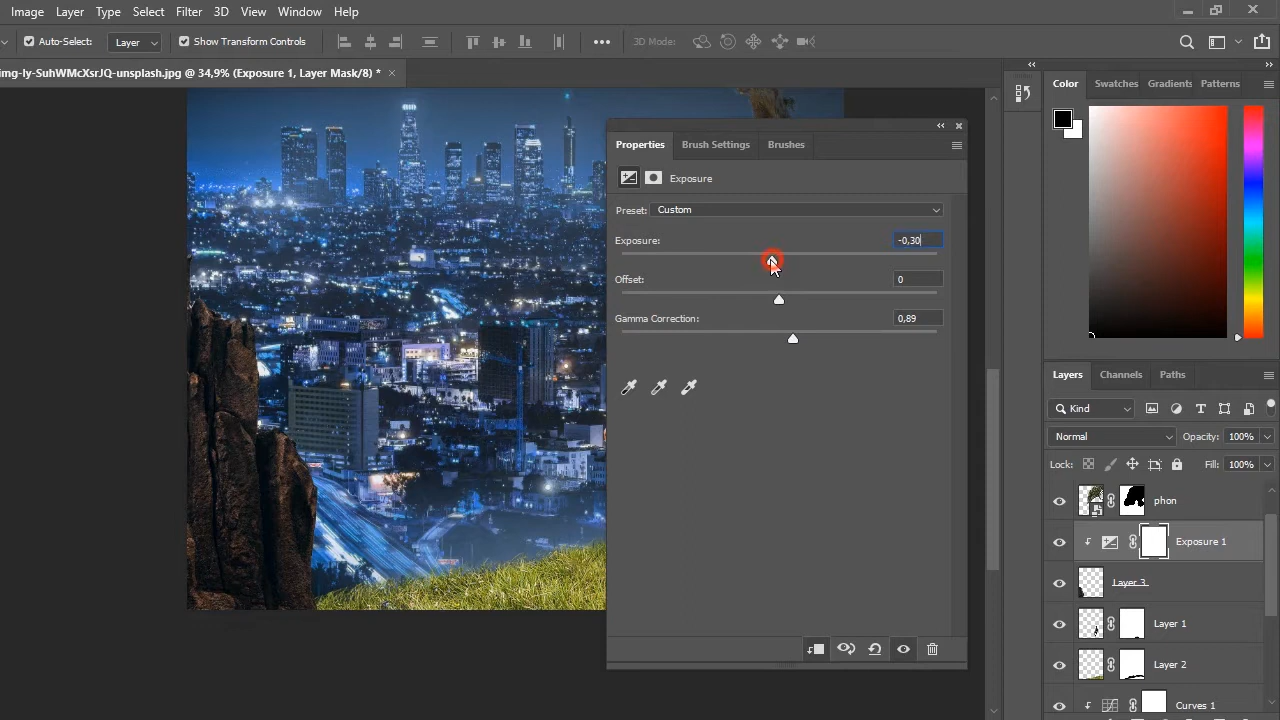 Image Layer Type Select Filter 3D View Window Help
Auto-Select: Layer Show Transform Controls 3D Mode:
img-ly-SuhWMcXsrJQ-unsplash.jpg @ 34,9% (Exposure 1, Layer Mask/8) *
Properties Brush Settings Brushes
Exposure
Preset: Custom
Exposure: -0,30
Offset: 0
Gamma Correction: 0,89
Color Swatches Gradients Patterns
Layers Channels Paths
Kind
Normal Opacity: 100%
Lock: Fill: 100%
phon
Exposure 1
Layer 3
Layer 1
Layer 2
Curves 1